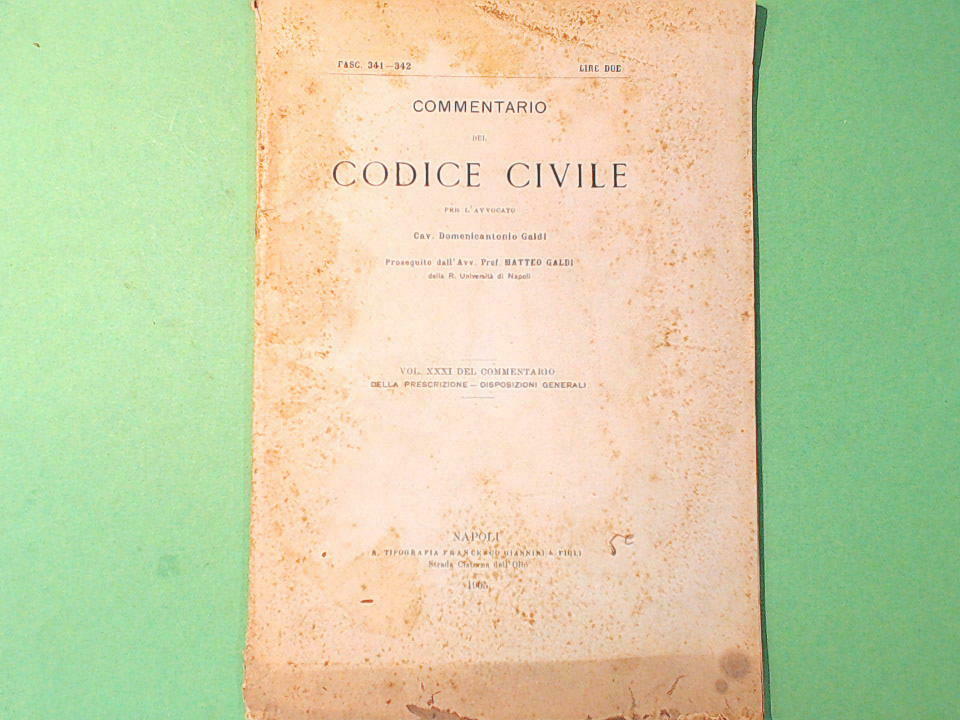 FASC. 341—342 LIRE DUE
COMMENTARIO
DEL
CODICE CIVILE
PER L'AVVOCATO
Cav. Domenicantonio Galdi
Proseguito dall'Avv. Prof. MATTEO GALDI
della R. Università di Napoli
VOL. XXXI DEL COMMENTARIO
DELLA PRESCRIZIONE — DISPOSIZIONI GENERALI
NAPOLI
R. TIPOGRAFIA FRANCESCO GIANNINI & FIGLI
Strada Cisterna dell'Olio